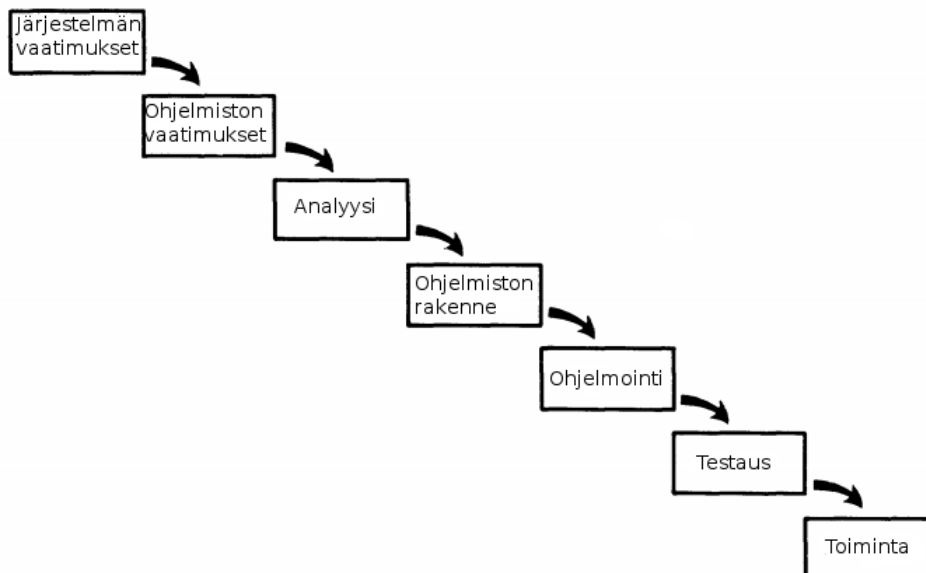 Järjestelmän
vaatimukset
Ohjelmiston
vaatimukset
Analyysi
Ohjelmiston
rakenne
Ohjelmointi
Testaus
Toiminta